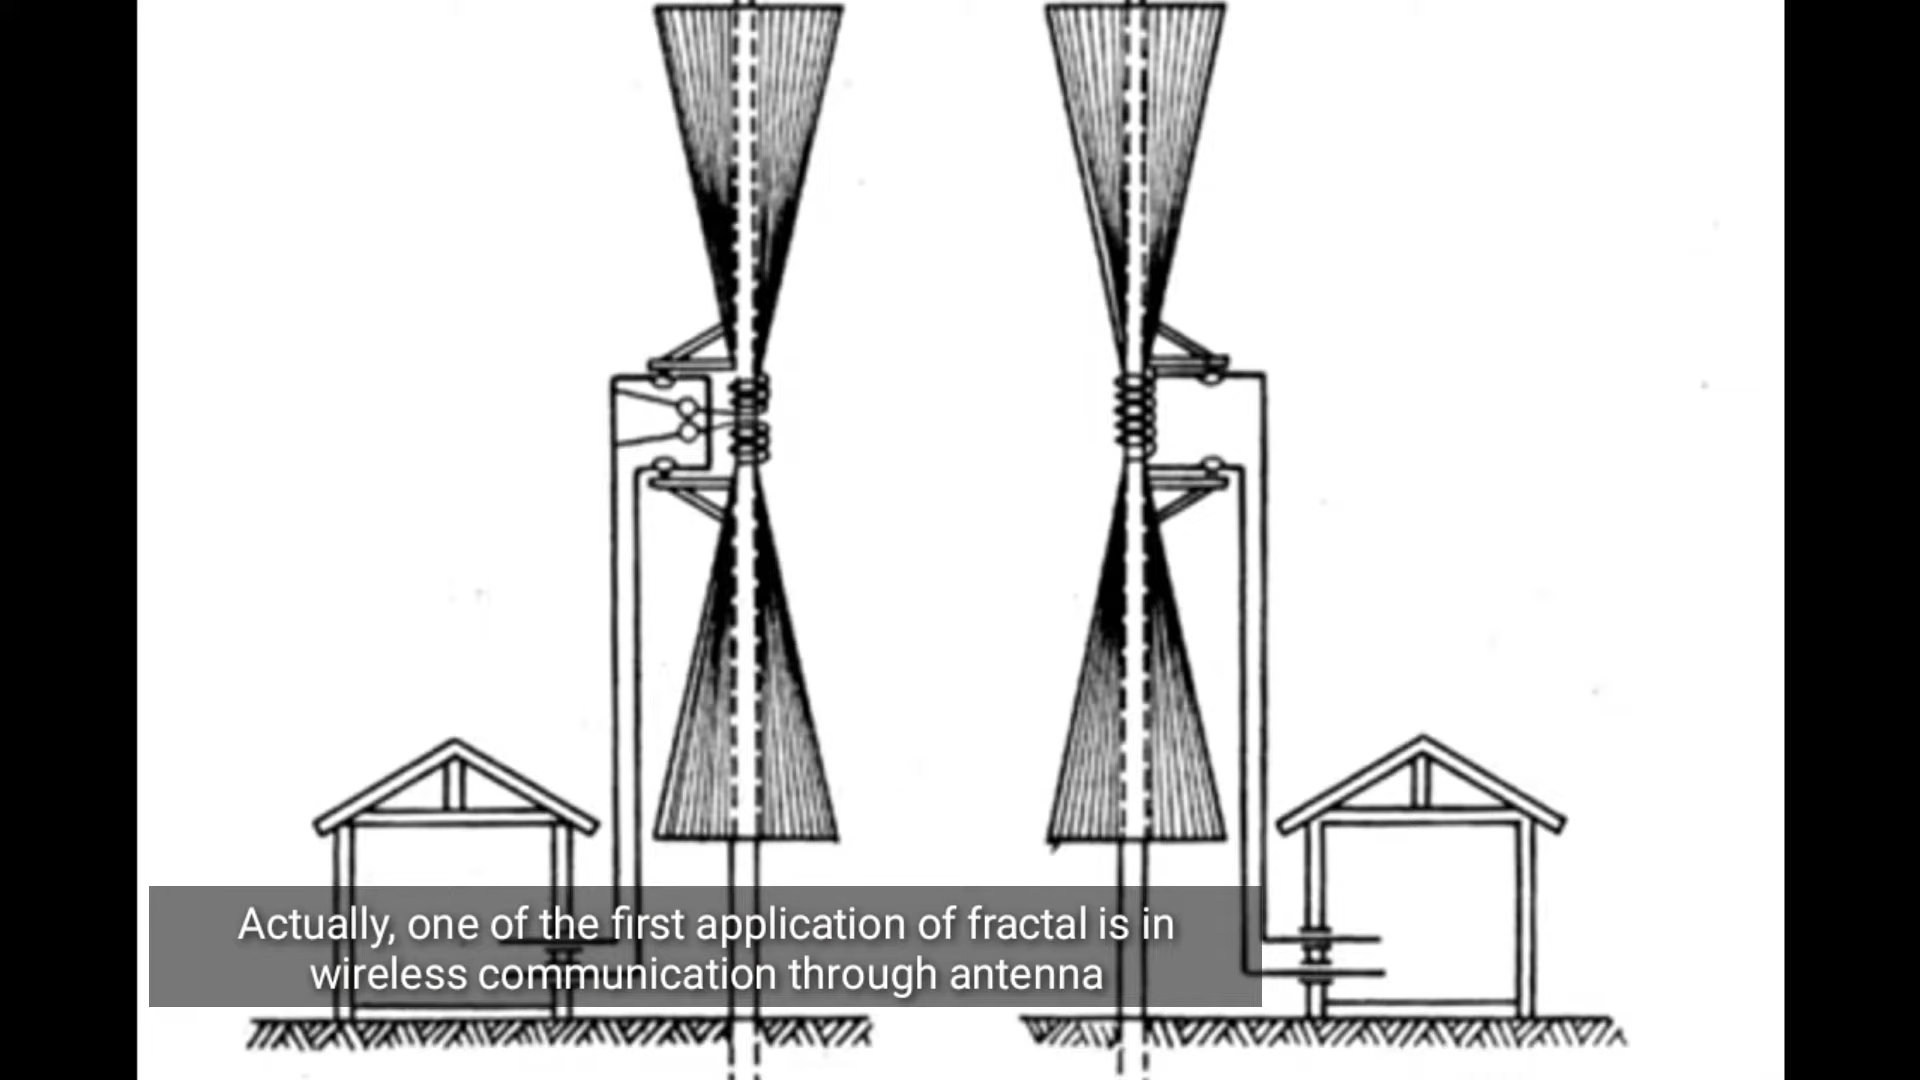 Actually, one of the first application of fractal is in
wireless communication through antenna